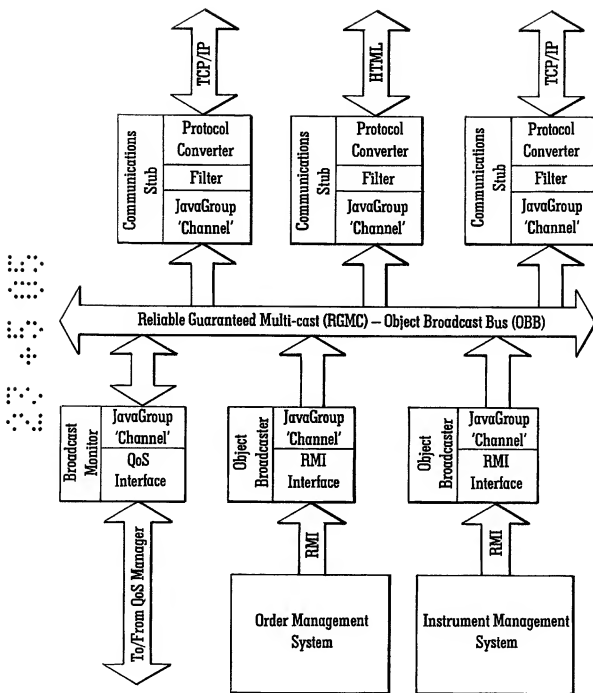 TCP/IP
HTML
TCP/IP
Communications
Stub
Protocol
Converter
Filter
JavaGroup
'Channel'
Communications
Stub
Protocol
Converter
Filter
JavaGroup
'Channel'
Communications
Stub
Protocol
Converter
Filter
JavaGroup
'Channel'
Reliable Guaranteed Multi-cast (RGMC) – Object Broadcast Bus (OBB)
Broadcast
Monitor
JavaGroup
'Channel'
QoS
Interface
Object
Broadcaster
JavaGroup
'Channel'
RMI
Interface
Object
Broadcaster
JavaGroup
'Channel'
RMI
Interface
To/From QoS Manager
RMI
RMI
Order Management
System
Instrument Management
System